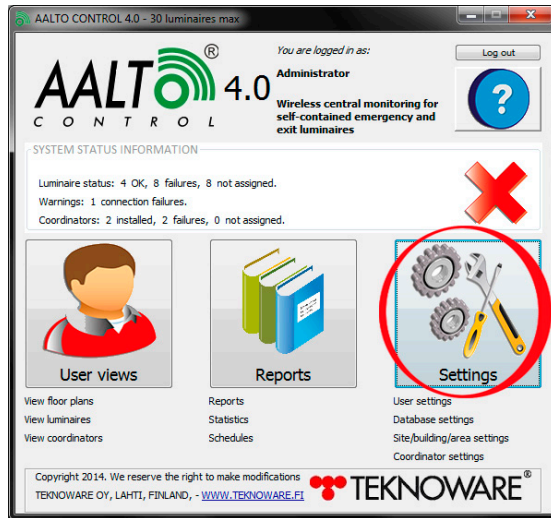 AALTO CONTROL 4.0 - 30 luminaires max
You are logged in as:
Log out
Administrator
AALTO® 4.0
CONTROL
Wireless central monitoring for
self-contained emergency and
exit luminaires
?
SYSTEM STATUS INFORMATION
Luminaire status: 4 OK, 8 failures, 8 not assigned.
Warnings: 1 connection failures.
Coordinators: 2 installed, 2 failures, 0 not assigned.
User views
Reports
Settings
View floor plans
Reports
User settings
View luminaires
Statistics
Database settings
View coordinators
Schedules
Site/building/area settings
Coordinator settings
Copyright 2014. We reserve the right to make modifications
TEKNOWARE OY, LAHTI, FINLAND, - WWW.TEKNOWARE.FI
TEKNOWARE®